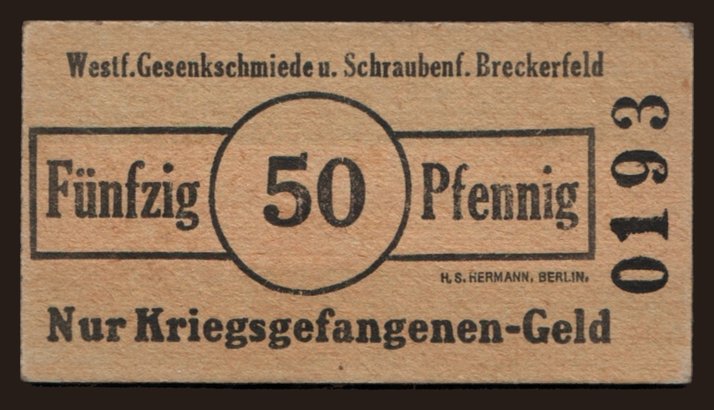 Westf. Gesenkschmiede u. Schraubenf. Breckerfeld
Fünfzig 50 Pfennig
H. S. HERMANN, BERLIN.
Nur Kriegsgefangenen-Geld
0193